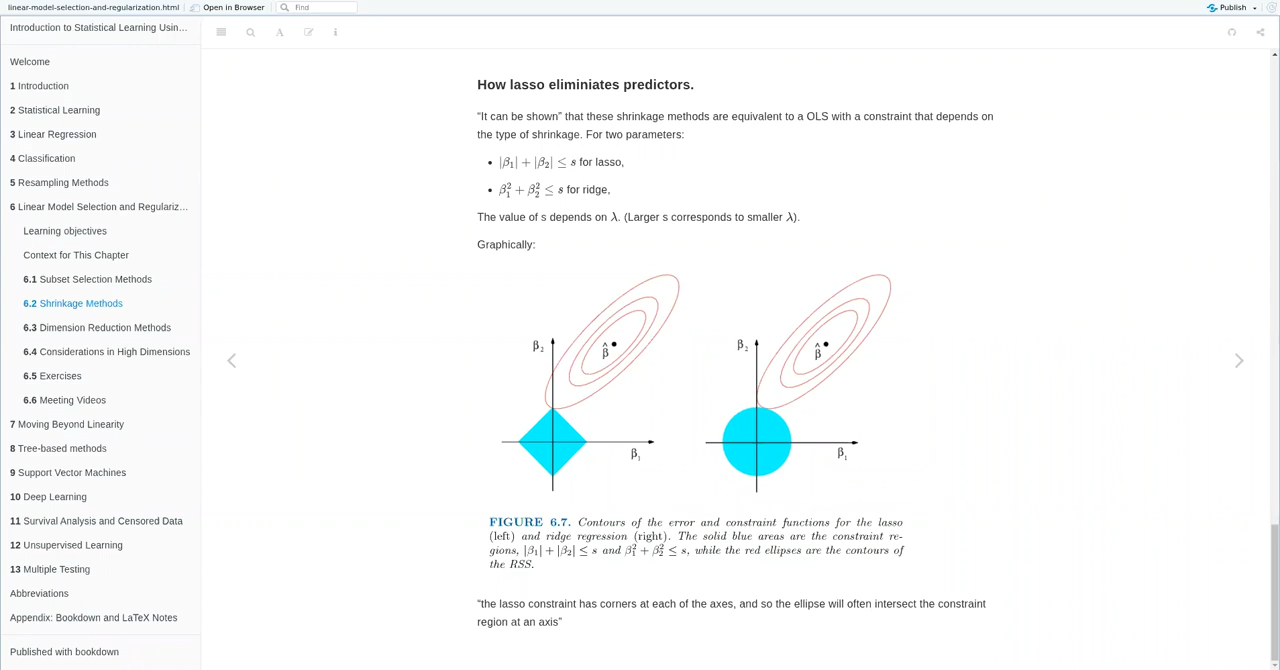 linear-model-selection-and-regularization.html Open in Browser Find Publish
Introduction to Statistical Learning Usin...
Welcome
1 Introduction
2 Statistical Learning
3 Linear Regression
4 Classification
5 Resampling Methods
6 Linear Model Selection and Regulariz...
Learning objectives
Context for This Chapter
6.1 Subset Selection Methods
6.2 Shrinkage Methods
6.3 Dimension Reduction Methods
6.4 Considerations in High Dimensions
6.5 Exercises
6.6 Meeting Videos
7 Moving Beyond Linearity
8 Tree-based methods
9 Support Vector Machines
10 Deep Learning
11 Survival Analysis and Censored Data
12 Unsupervised Learning
13 Multiple Testing
Abbreviations
Appendix: Bookdown and LaTeX Notes
Published with bookdown
How lasso eliminiates predictors.
“It can be shown” that these shrinkage methods are equivalent to a OLS with a constraint that depends on
the type of shrinkage. For two parameters:
• |β₁| + |β₂| ≤ s for lasso,
• β₁² + β₂² ≤ s for ridge,
The value of s depends on λ. (Larger s corresponds to smaller λ).
Graphically:
β₂ β̂ β₁
β₂ β̂ β₁
FIGURE 6.7. Contours of the error and constraint functions for the lasso
(left) and ridge regression (right). The solid blue areas are the constraint re-
gions, |β₁| + |β₂| ≤ s and β₁² + β₂² ≤ s, while the red ellipses are the contours of
the RSS.
“the lasso constraint has corners at each of the axes, and so the ellipse will often intersect the constraint
region at an axis”